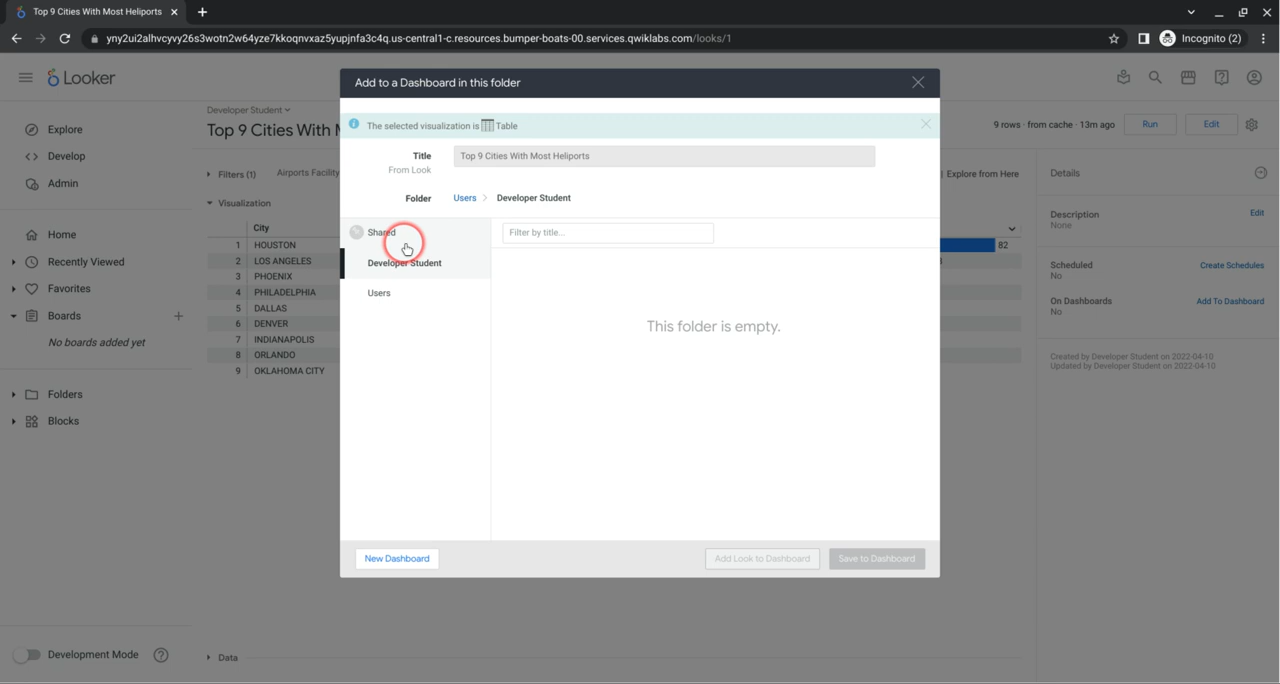 Top 9 Cities With Most Heliports
yny2ui2alhvcyvy26s3wotn2w64yze7kkoqnvxaz5yupjnfa3c4q.us-central1-c.resources.bumper-boats-00.services.qwiklabs.com/looks/1
Incognito (2)
Looker
Add to a Dashboard in this folder
Explore
Develop
Admin
Home
Recently Viewed
Favorites
Boards
No boards added yet
Folders
Blocks
Development Mode
Developer Student
Top 9 Cities With
9 rows · from cache · 13m ago Run Edit
Filters (1) Airports Facility
Explore from Here
Visualization
City
1 HOUSTON 82
2 LOS ANGELES
3 PHOENIX
4 PHILADELPHIA
5 DALLAS
6 DENVER
7 INDIANAPOLIS
8 ORLANDO
9 OKLAHOMA CITY
Data
The selected visualization is Table
Title Top 9 Cities With Most Heliports
From Look
Folder Users > Developer Student
Shared
Filter by title...
Developer Student
Users
This folder is empty.
New Dashboard Add Look to Dashboard Save to Dashboard
Details
Description Edit
None
Scheduled Create Schedules
No
On Dashboards Add To Dashboard
No
Created by Developer Student on 2022-04-10
Updated by Developer Student on 2022-04-10